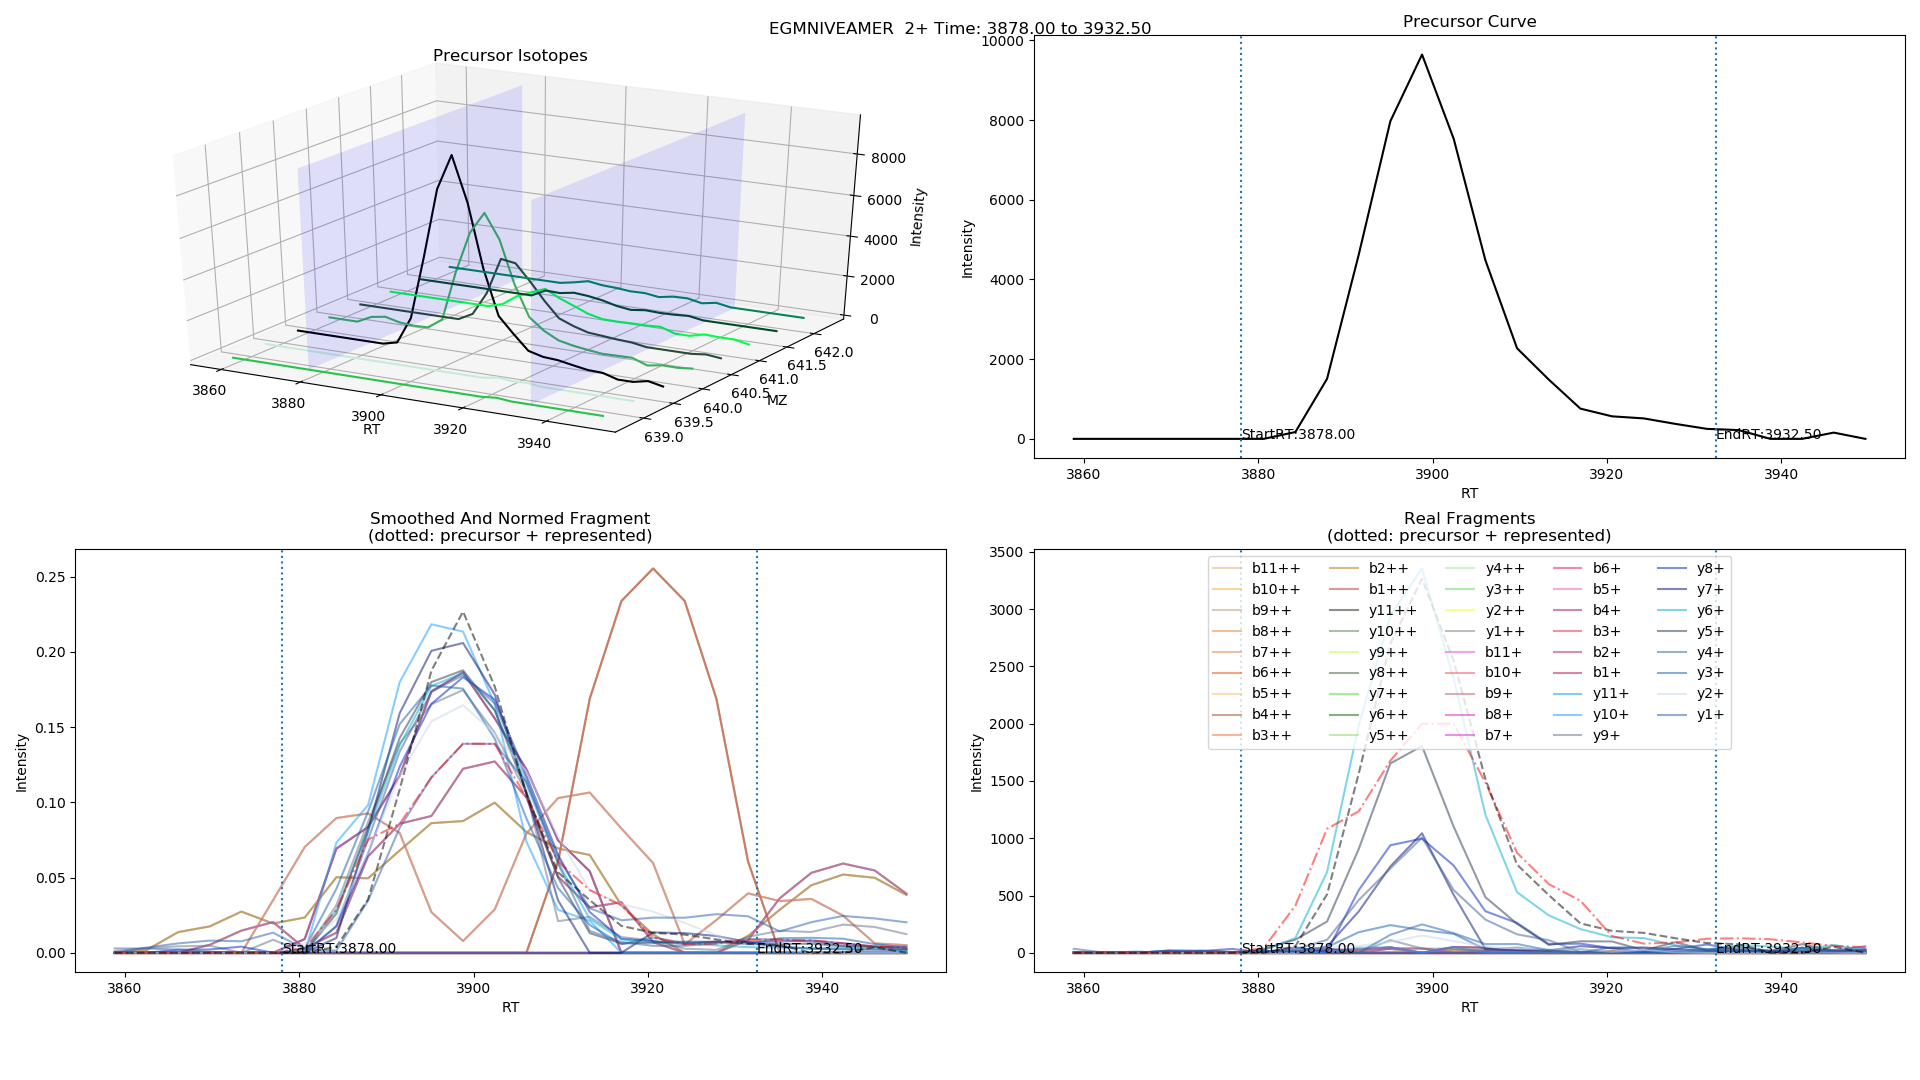 EGMNIVEAMER  2+ Time: 3878.00 to 3932.50
Precursor Isotopes
8000
6000
4000
2000
0
Intensity
642.0
641.5
641.0
640.5
640.0
639.5
639.0
MZ
3860
3880
3900
3920
3940
RT
Precursor Curve
10000
8000
6000
4000
2000
0
Intensity
StartRT:3878.00
EndRT:3932.50
3860
3880
3900
3920
3940
RT
Smoothed And Normed Fragment
(dotted: precursor + represented)
0.25
0.20
0.15
0.10
0.05
0.00
Intensity
StartRT:3878.00
EndRT:3932.50
3860
3880
3900
3920
3940
RT
Real Fragments
(dotted: precursor + represented)
3500
3000
2500
2000
1500
1000
500
0
Intensity
b11++
b10++
b9++
b8++
b7++
b6++
b5++
b4++
b3++
b2++
b1++
y11++
y10++
y9++
y8++
y7++
y6++
y5++
y4++
y3++
y2++
y1++
b11+
b10+
b9+
b8+
b7+
b6+
b5+
b4+
b3+
b2+
b1+
y11+
y10+
y9+
y8+
y7+
y6+
y5+
y4+
y3+
y2+
y1+
StartRT:3878.00
EndRT:3932.50
3860
3880
3900
3920
3940
RT